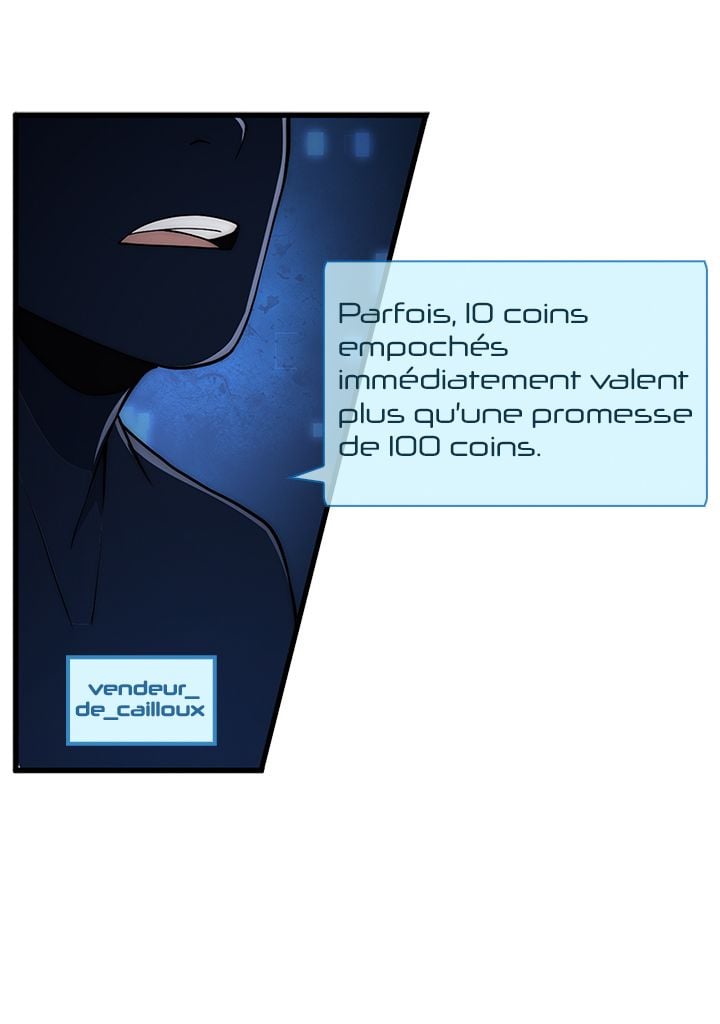 Parfois, 10 coins
empochés
immédiatement valent
plus qu'une promesse
de 100 coins.
vendeur_
de_cailloux